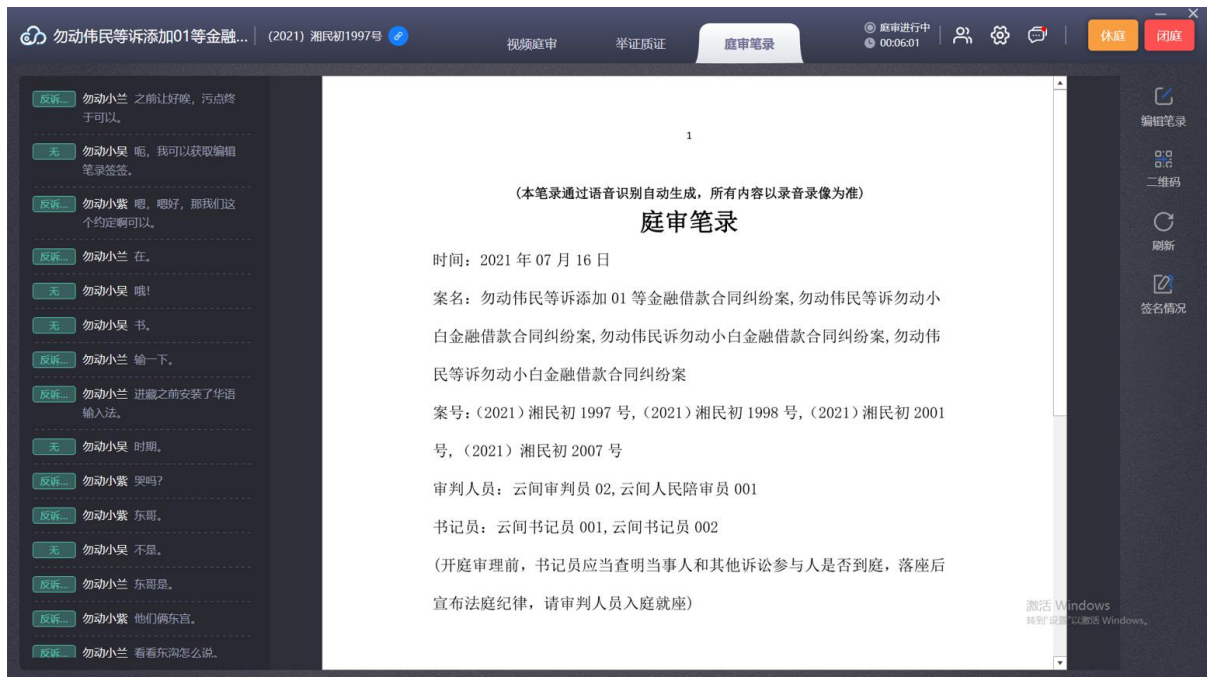 勿动伟民等诉添加01等金融... (2021) 湘民初1997号
视频庭审 举证质证 庭审笔录
庭审进行中
00:06:01
休庭 闭庭
反诉... 勿动小兰 之前让好唉，污点终
于可以。
无 勿动小吴 呃，我可以获取编辑
笔录签签。
反诉... 勿动小紫 嗯，嗯好，那我们这
个约定啊可以。
反诉... 勿动小兰 在。
无 勿动小吴 哦!
无 勿动小吴 书。
反诉... 勿动小兰 输一下。
反诉... 勿动小兰 进藏之前安装了华语
输入法。
无 勿动小吴 时期。
反诉... 勿动小紫 哭吗?
反诉... 勿动小紫 东哥。
无 勿动小吴 不是。
反诉... 勿动小兰 东哥是。
反诉... 勿动小紫 他们俩东宫。
反诉... 勿动小兰 看看东沟怎么说。
1
(本笔录通过语音识别自动生成，所有内容以录音录像为准)
庭审笔录
时间：2021 年 07 月 16 日
案名：勿动伟民等诉添加 01 等金融借款合同纠纷案,勿动伟民等诉勿动小
白金融借款合同纠纷案,勿动伟民诉勿动小白金融借款合同纠纷案,勿动伟
民等诉勿动小白金融借款合同纠纷案
案号：（2021）湘民初 1997 号,（2021）湘民初 1998 号,（2021）湘民初 2001
号,（2021）湘民初 2007 号
审判人员：云间审判员 02,云间人民陪审员 001
书记员：云间书记员 001,云间书记员 002
(开庭审理前，书记员应当查明当事人和其他诉讼参与人是否到庭，落座后
宣布法庭纪律，请审判人员入庭就座)
编辑笔录
二维码
刷新
签名情况
激活 Windows
转到"设置"以激活 Windows。